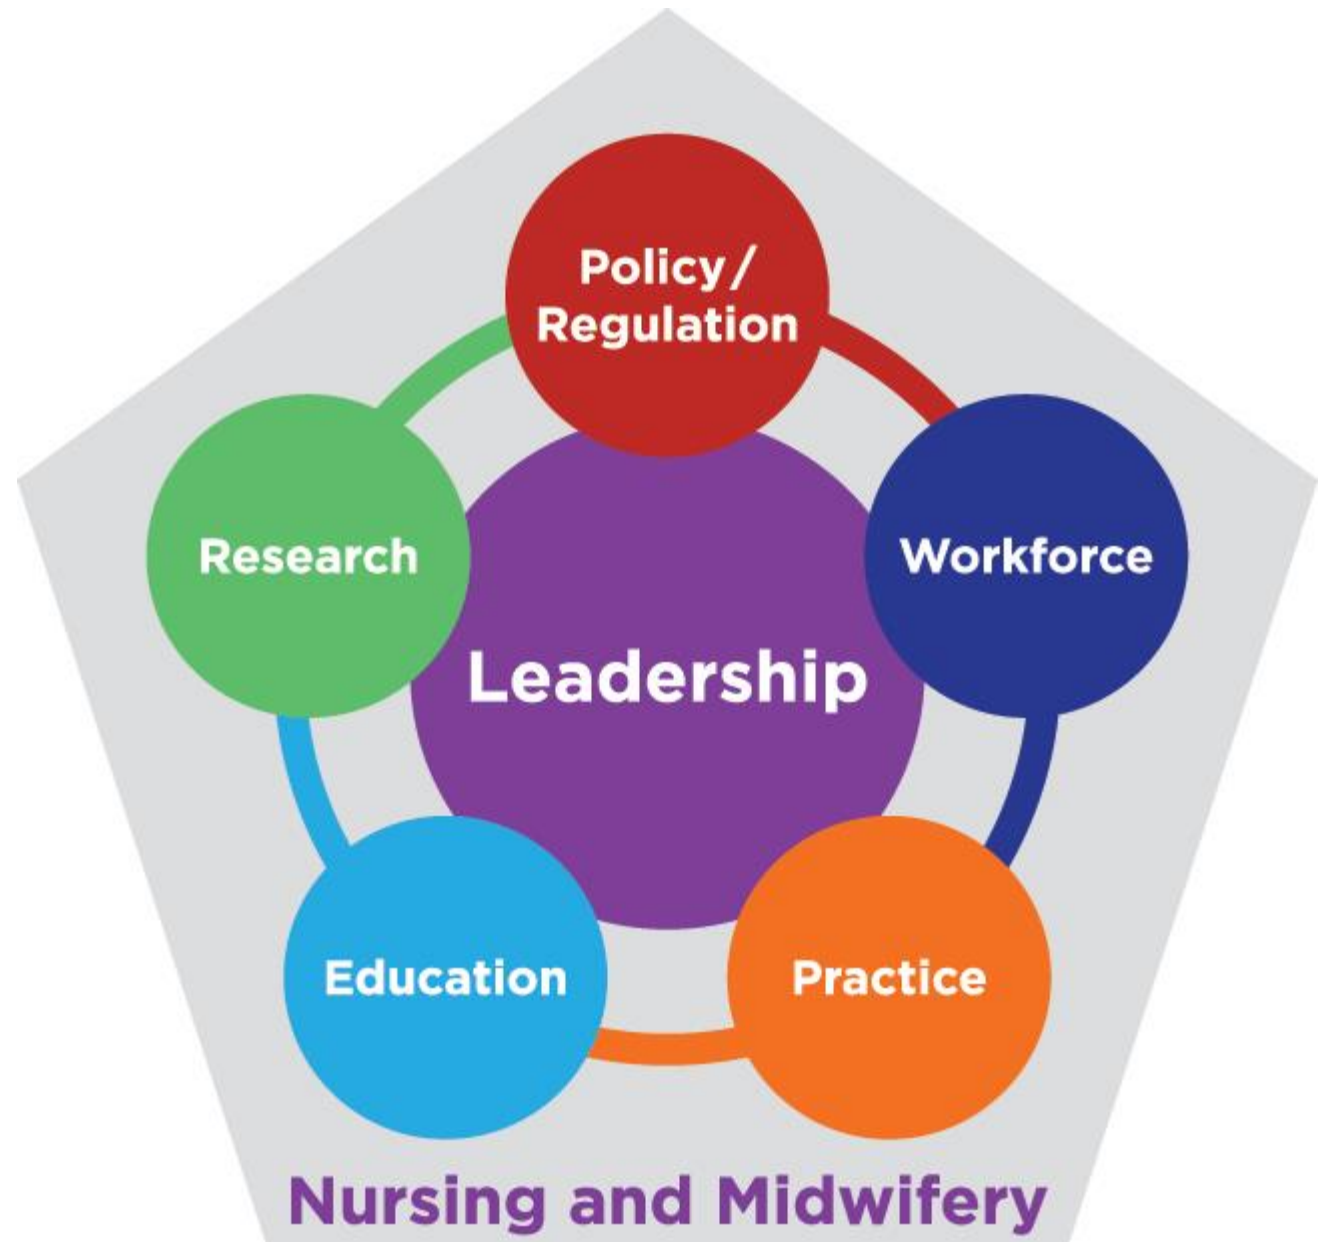 Policy/
Regulation
Research
Workforce
Leadership
Education
Practice
Nursing and Midwifery